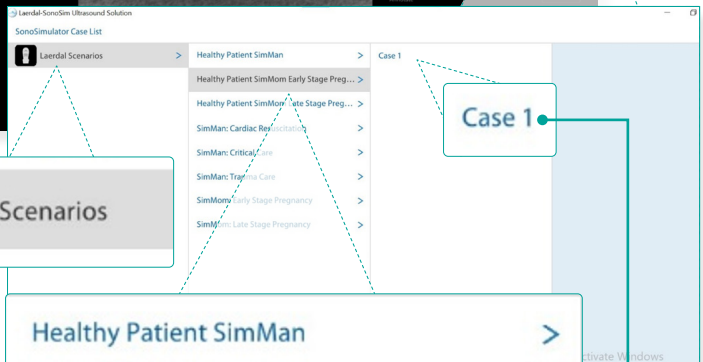 Laerdal-SonoSim Ultrasound Solution
SonoSimulator Case List
Laerdal Scenarios >
Healthy Patient SimMan >
Healthy Patient SimMom Early Stage Preg... >
Healthy Patient SimMom Late Stage Preg... >
SimMan: Cardiac Resuscitation >
SimMan: Critical Care >
SimMan: Trauma Care >
SimMom: Early Stage Pregnancy >
SimMom: Late Stage Pregnancy >
Case 1
Case 1
Scenarios
Healthy Patient SimMan >
ctivate Windows